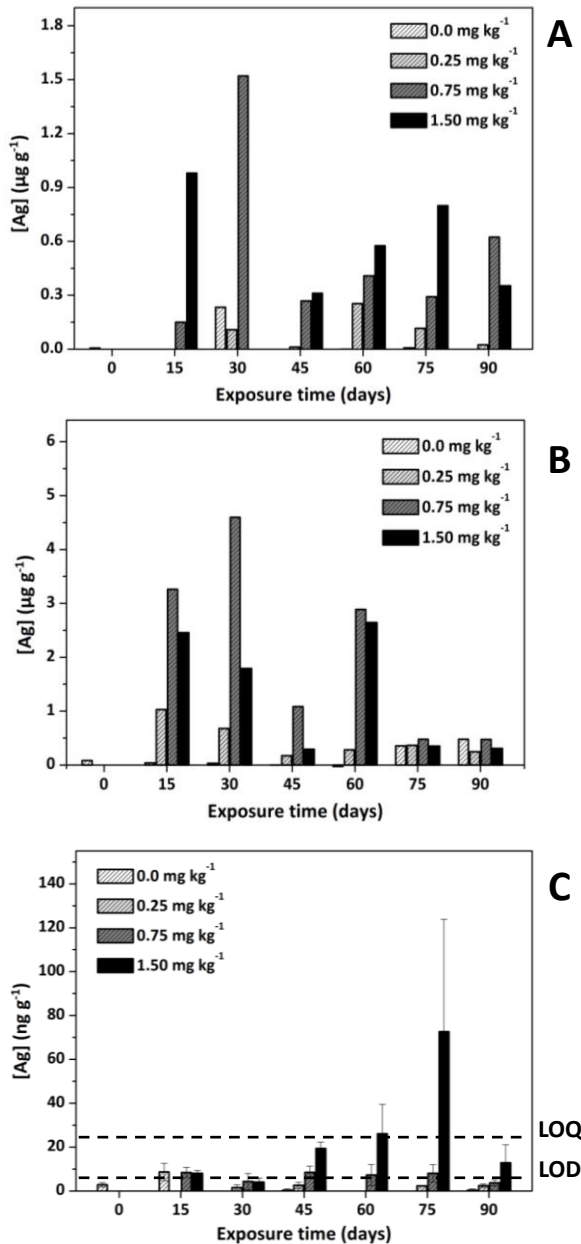 A
0.0 mg kg⁻¹
0.25 mg kg⁻¹
0.75 mg kg⁻¹
1.50 mg kg⁻¹
[Ag] (µg g⁻¹)
1.8
1.5
1.2
0.9
0.6
0.3
0.0
0 15 30 45 60 75 90
Exposure time (days)
B
0.0 mg kg⁻¹
0.25 mg kg⁻¹
0.75 mg kg⁻¹
1.50 mg kg⁻¹
[Ag] (µg g⁻¹)
6
5
4
3
2
1
0
0 15 30 45 60 75 90
Exposure time (days)
C
0.0 mg kg⁻¹
0.25 mg kg⁻¹
0.75 mg kg⁻¹
1.50 mg kg⁻¹
[Ag] (ng g⁻¹)
140
120
100
80
60
40
20
0
LOQ
LOD
0 15 30 45 60 75 90
Exposure time (days)